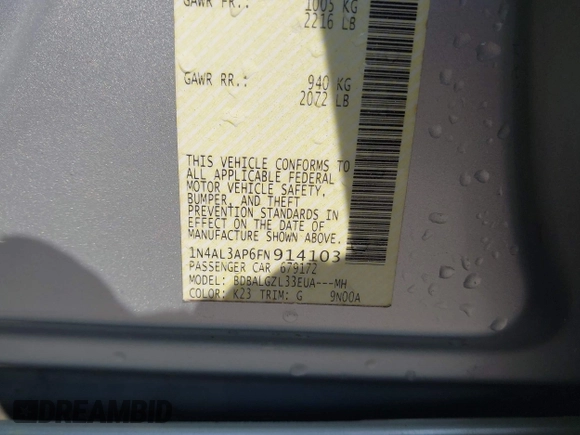 GAWR FR.: 1005 KG
2216 LB
GAWR RR.: 940 KG
2072 LB
THIS VEHICLE CONFORMS TO
ALL APPLICABLE FEDERAL
MOTOR VEHICLE SAFETY,
BUMPER, AND THEFT
PREVENTION STANDARDS IN
EFFECT ON THE DATE OF
MANUFACTURE SHOWN ABOVE.
1N4AL3AP6FN914103
PASSENGER CAR 679172
MODEL: BDBALGZL33EUA---MH
COLOR: K23 TRIM: G 9N00A
DREAMBID